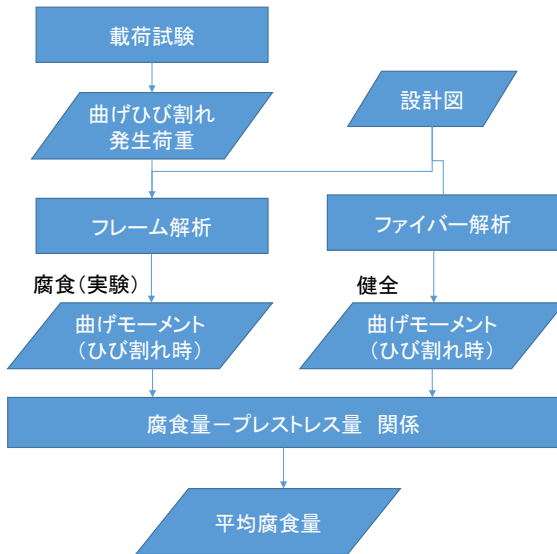 載荷試験
曲げひび割れ
発生荷重
設計図
フレーム解析
ファイバー解析
腐食(実験)
健全
曲げモーメント
(ひび割れ時)
曲げモーメント
(ひび割れ時)
腐食量ープレストレス量 関係
平均腐食量